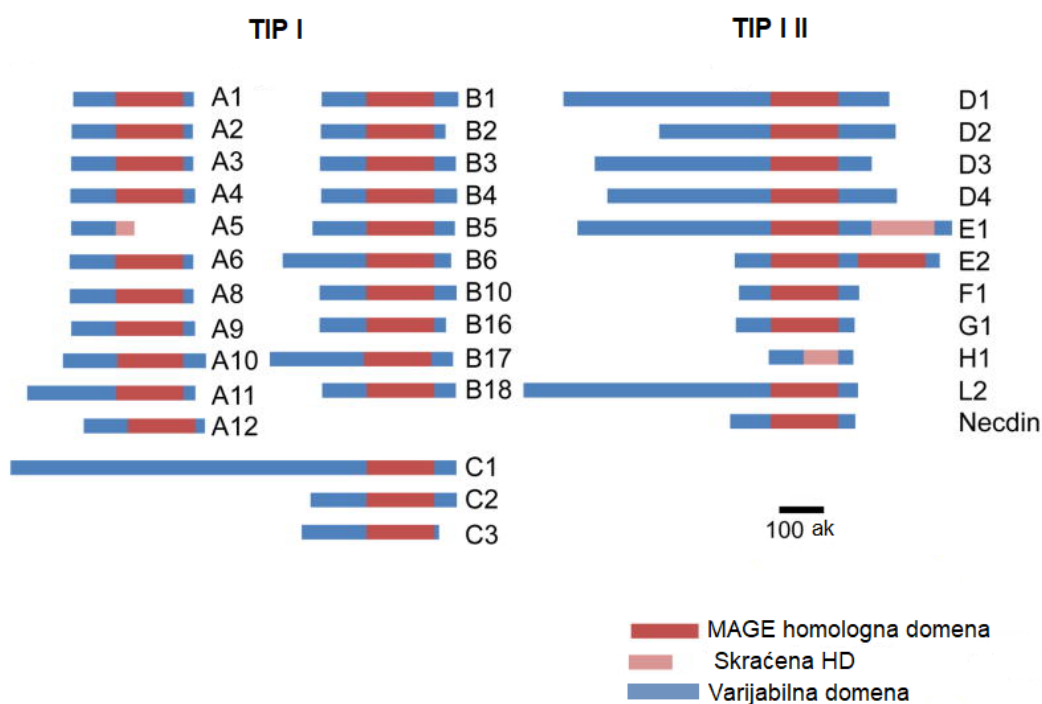 TIP I
TIP I II
A1
A2
A3
A4
A5
A6
A8
A9
A10
A11
A12
B1
B2
B3
B4
B5
B6
B10
B16
B17
B18
C1
C2
C3
D1
D2
D3
D4
E1
E2
F1
G1
H1
L2
Necdin
100 ak
MAGE homologna domena
Skraćena HD
Varijabilna domena